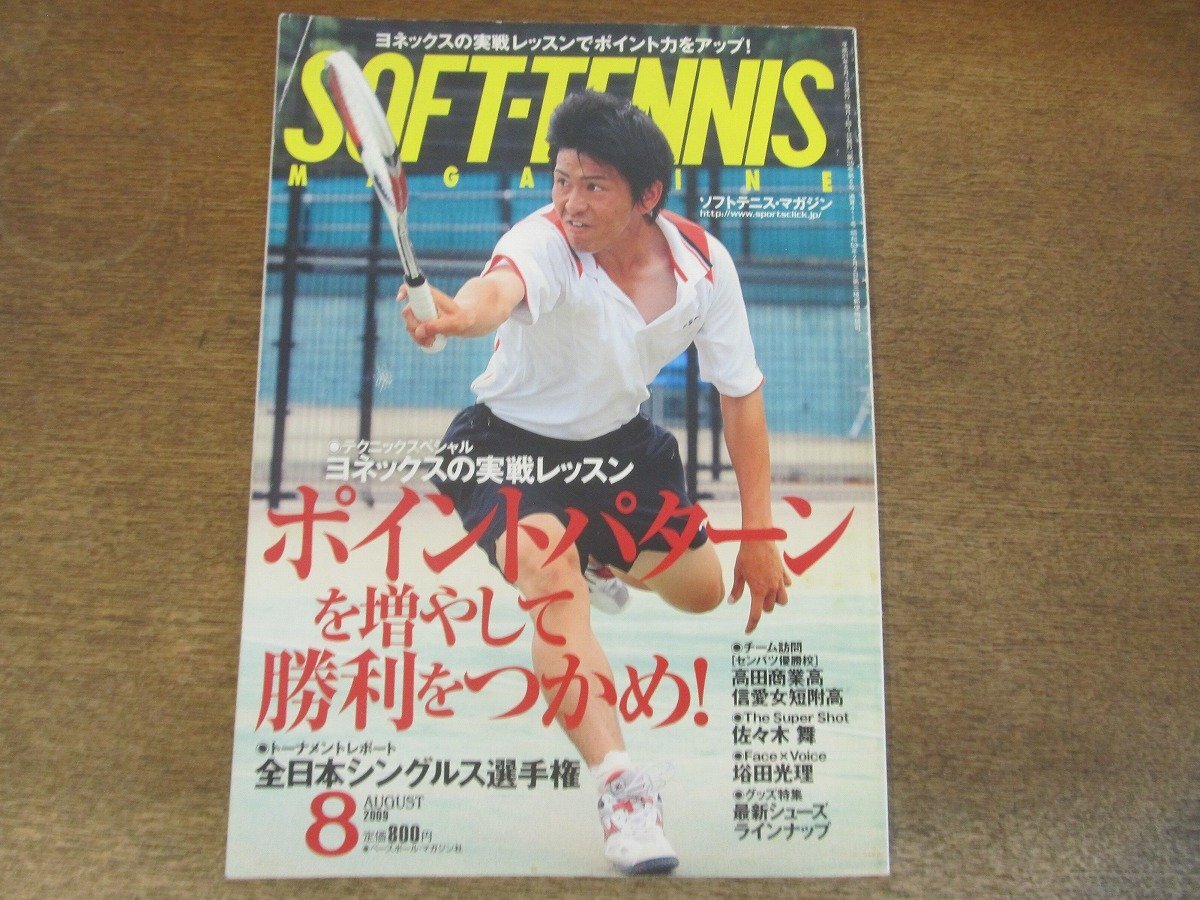 ヨネックスの実戦レッスンでポイント力をアップ!
SOFT-TENNIS
MAGA INE
ソフトテニス・マガジン
http://www.sportsclick.jp/
●テクニックスペシャル
ヨネックスの実戦レッスン
ポイントパターン
を増やして
勝利をつかめ!
●トーナメントレポート
全日本シングルス選手権
8 AUGUST
2009
定価800円
●ベースボール・マガジン社
●チーム訪問
[センバツ優勝校]
高田商業高
信愛女短附高
●The Super Shot
佐々木 舞
●Face×Voice
塔田光理
●グッズ特集
最新シューズ
ラインナップ